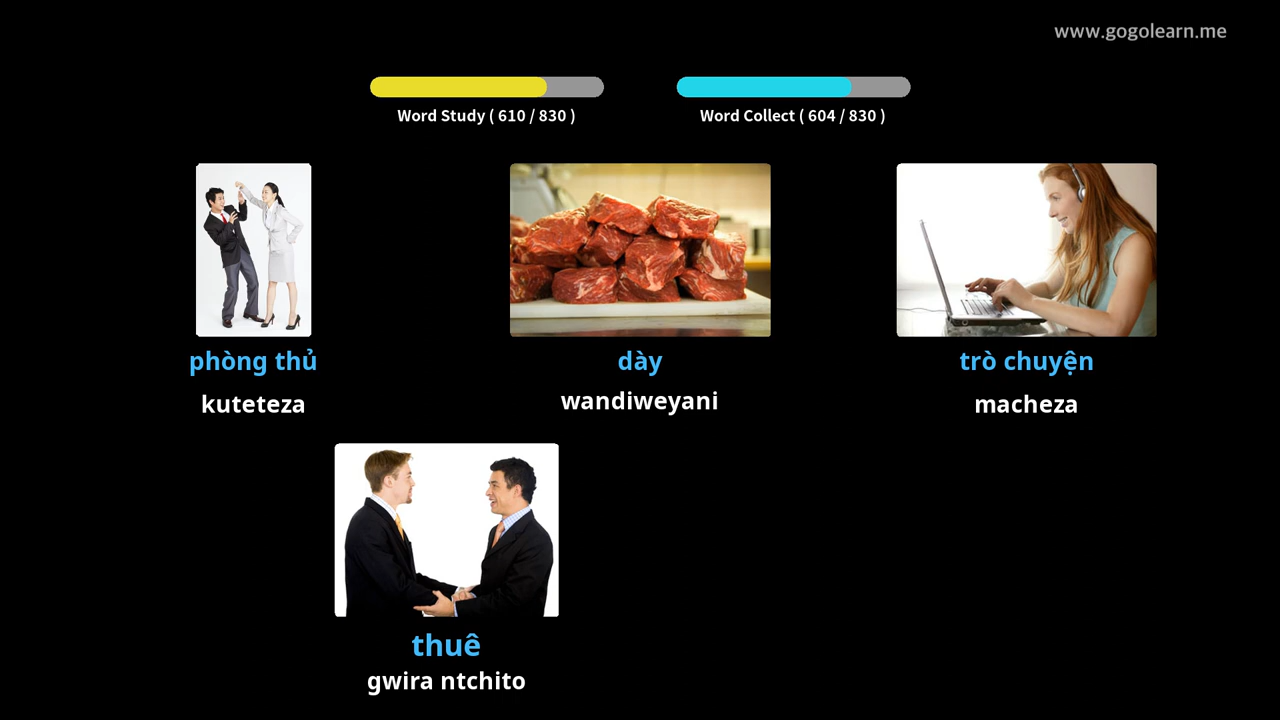 www.gogolearn.me
Word Study ( 610 / 830 )
Word Collect ( 604 / 830 )
phòng thủ
kuteteza
dày
wandiweyani
trò chuyện
macheza
thuê
gwira ntchito